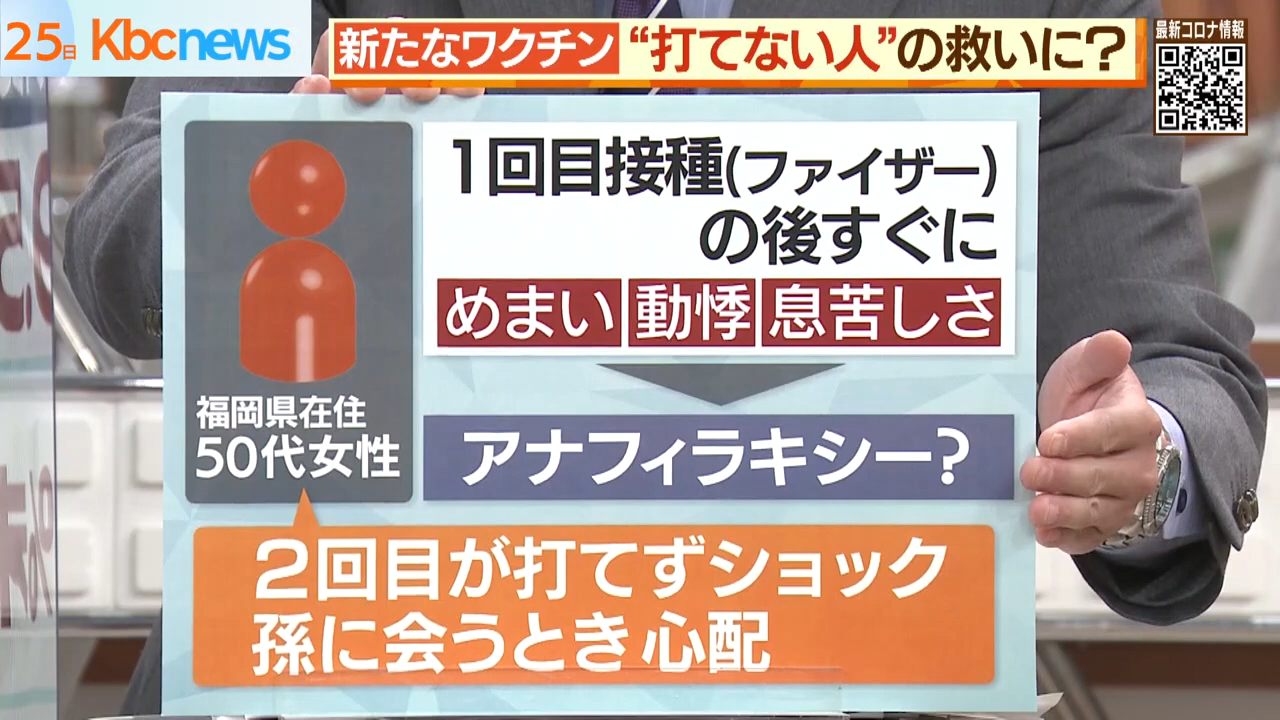 25日 Kbcnews
新たなワクチン “打てない人”の救いに?
最新コロナ情報
1回目接種(ファイザー)
の後すぐに
めまい 動悸 息苦しさ
福岡県在住
50代女性
アナフィラキシー?
2回目が打てずショック
孫に会うとき心配